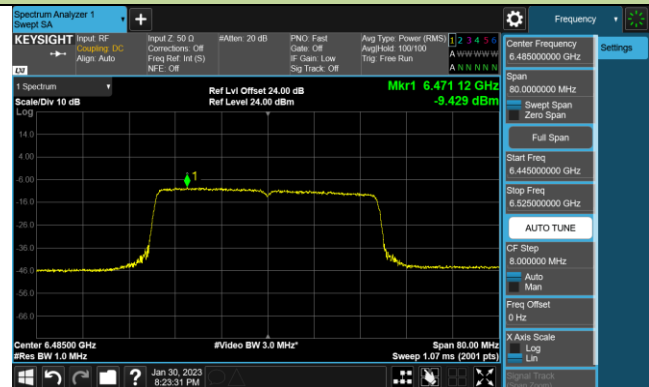 Spectrum Analyzer 1
Swept SA
Frequency
KEYSIGHT
Input: RF
Coupling: DC
Align: Auto
Input Z: 50 Ω
Corrections: Off
Freq Ref: Int (S)
NFE: Off
#Atten: 20 dB
PNO: Fast
Gate: Off
IF Gain: Low
Sig Track: Off
Avg Type: Power (RMS)
Avg|Hold: 100/100
Trig: Free Run
1 2 3 4 5 6
A W W W W W
A N N N N N
LXI
1 Spectrum
Scale/Div 10 dB
Log
Ref Lvl Offset 24.00 dB
Ref Level 24.00 dBm
Mkr1 6.471 12 GHz
-9.429 dBm
14.0
4.00
-6.00
-16.0
-26.0
-36.0
-46.0
-56.0
-66.0
1
Center 6.48500 GHz
#Res BW 1.0 MHz
#Video BW 3.0 MHz*
Span 80.00 MHz
Sweep 1.07 ms (2001 pts)
Jan 30, 2023
8:23:31 PM
Settings
Center Frequency
6.485000000 GHz
Span
80.0000000 MHz
Swept Span
Zero Span
Full Span
Start Freq
6.445000000 GHz
Stop Freq
6.525000000 GHz
AUTO TUNE
CF Step
8.000000 MHz
Auto
Man
Freq Offset
0 Hz
X Axis Scale
Log
Lin
Signal Track
(Span Zoom)